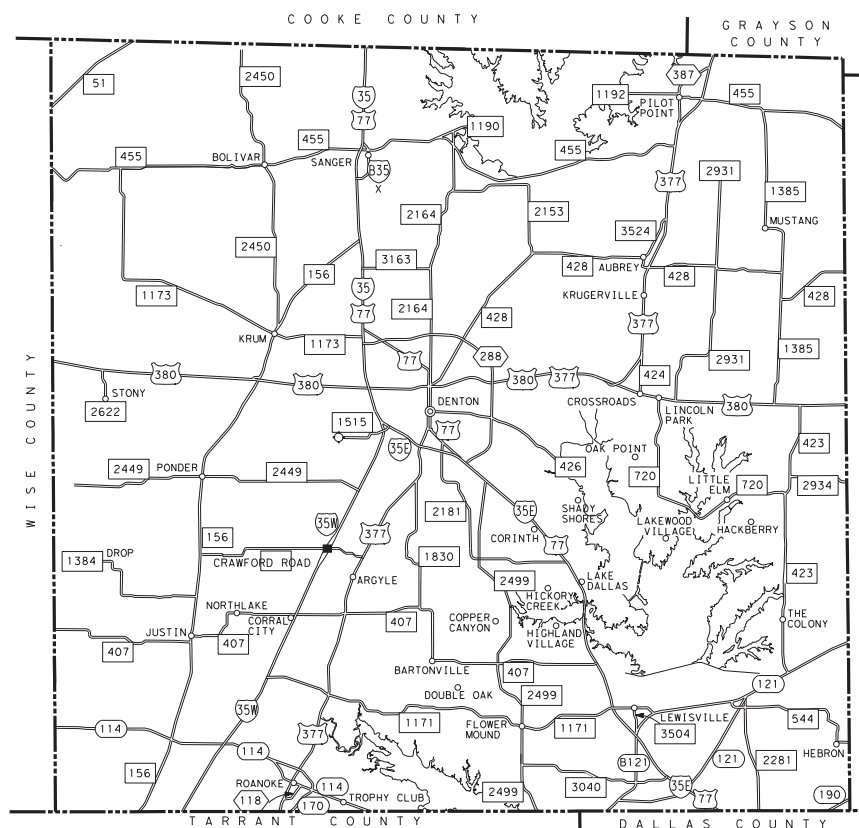 COOKE COUNTY
GRAYSON
COUNTY
387
51
2450
1192
PILOT
POINT
455
35
77
1190
455
455
BOLIVAR
SANGER
B35
X
455
377
2931
1385
2164
2153
MUSTANG
3524
2450
156
3163
428
AUBREY
428
1173
35
2164
428
KRUGERVILLE
428
77
377
KRUM
1173
77
288
2931
1385
WISE COUNTY
380
380
380
377
424
STONY
2622
DENTON
CROSSROADS
LINCOLN
PARK
380
1515
77
35E
OAK POINT
423
2449
PONDER
2449
426
720
LITTLE
ELM
720
2934
35W
2181
35E
SHADY
SHORES
LAKEWOOD
VILLAGE
HACKBERRY
377
CORINTH
77
156
1384
DROP
CRAWFORD ROAD
1830
ARGYLE
2499
HICKORY
CREEK
LAKE
DALLAS
423
NORTHLAKE
CORRAL
CITY
407
COPPER
CANYON
HIGHLAND
VILLAGE
THE
COLONY
JUSTIN
407
407
BARTONVILLE
407
DOUBLE OAK
2499
121
35W
1171
FLOWER
MOUND
1171
LEWISVILLE
3504
544
HEBRON
114
377
114
B121
121
2281
156
ROANOKE
114
118
170
TROPHY CLUB
2499
3040
35E
77
190
TARRANT COUNTY
DALLAS COUNTY